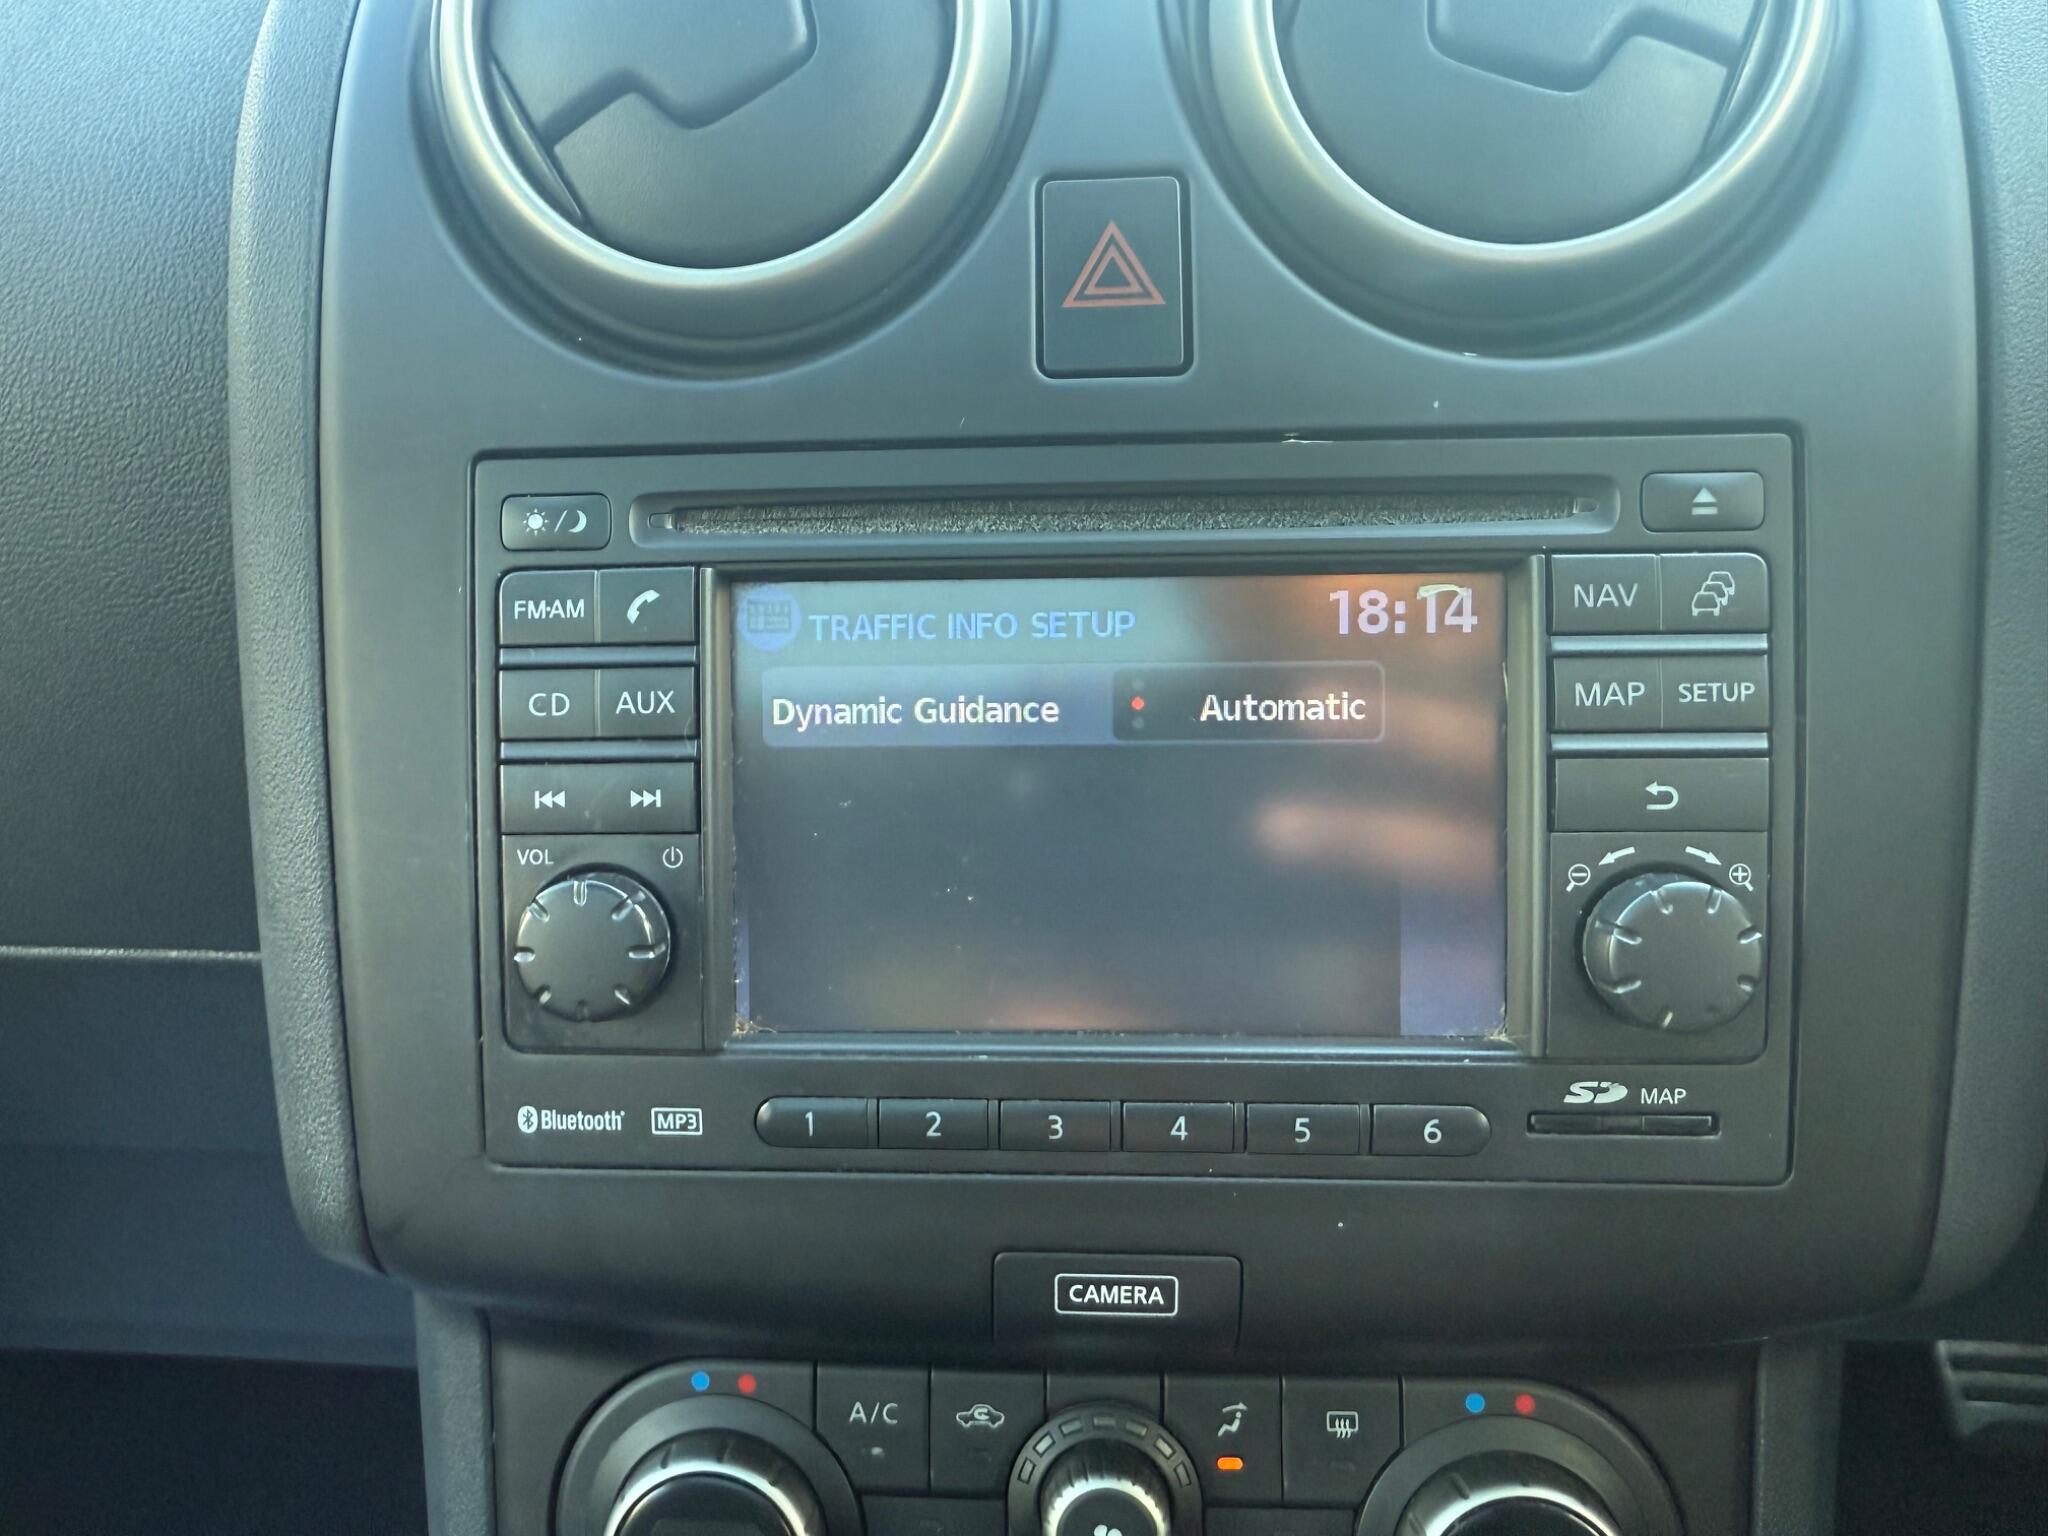 FM·AM
CD
AUX
VOL
TRAFFIC INFO SETUP
18:14
Dynamic Guidance
Automatic
NAV
MAP
SETUP
Bluetooth
MP3
1
2
3
4
5
6
SD MAP
CAMERA
A/C